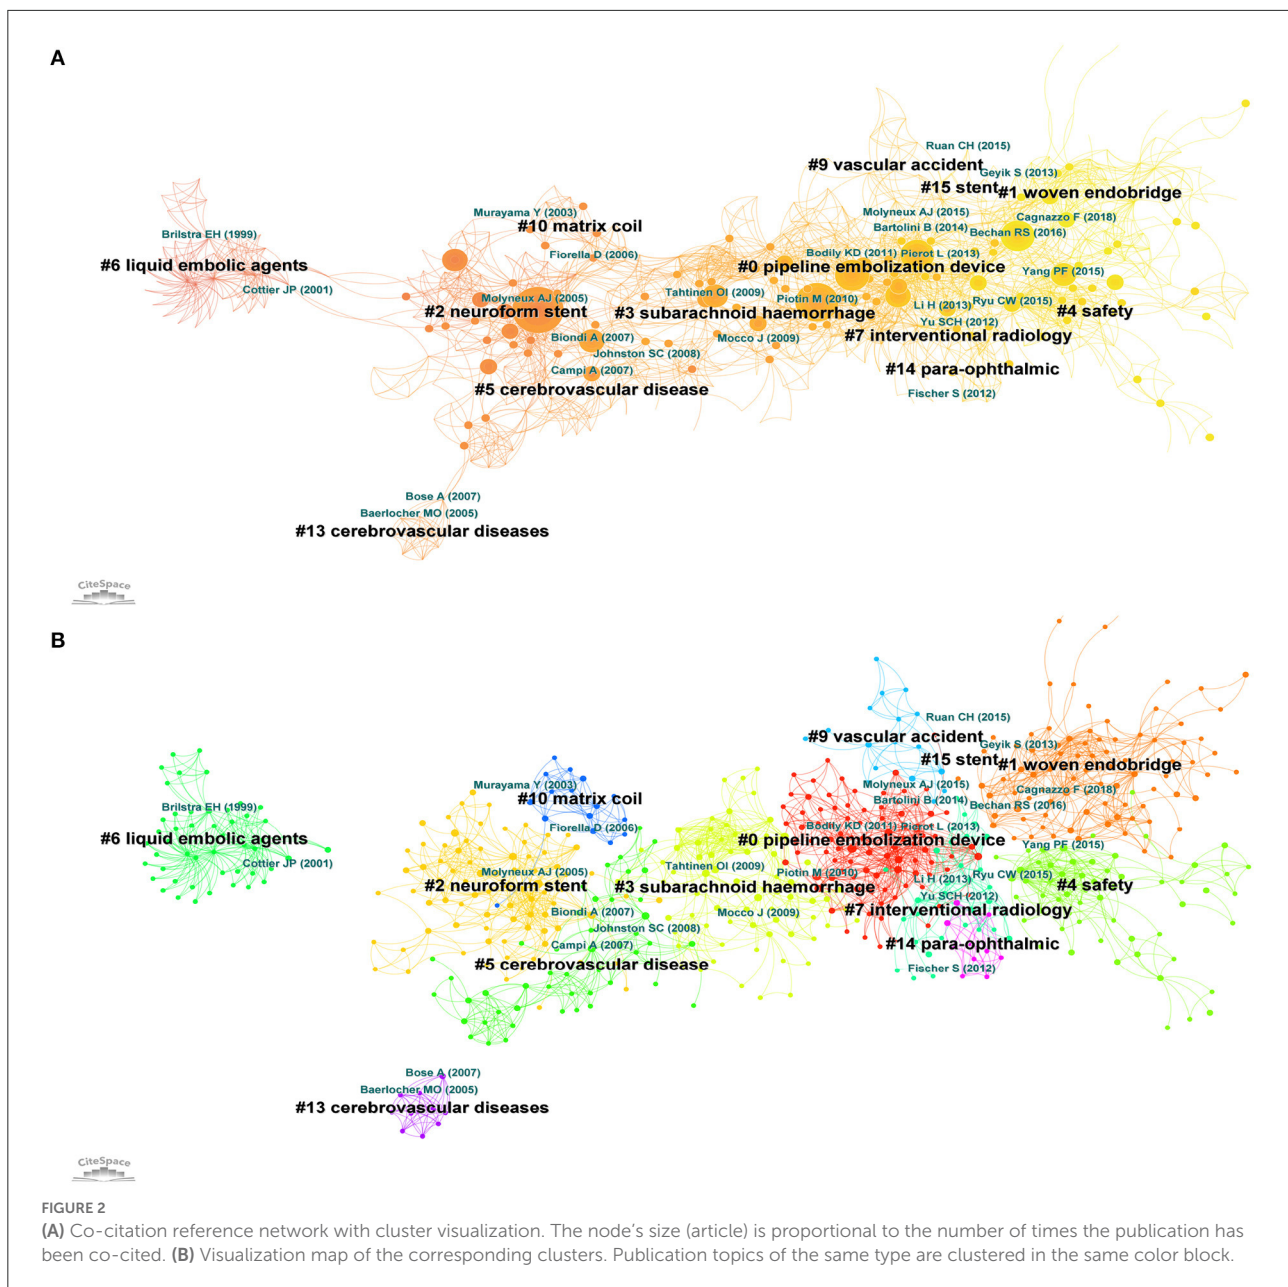 A
Ruan CH (2015)
#9 vascular accident
Geyik S (2013)
#15 stent
#1 woven endobridge
Murayama Y (2003)
Molyneux AJ (2015)
Cagnazzo F (2018)
#10 matrix coil
Bartolini B (2014)
Bechan RS (2016)
Brilstra EH (1999)
Fiorella D (2006)
Bodily KD (2011)
Pierot L (2013)
#6 liquid embolic agents
#0 pipeline embolization device
Yang PF (2015)
Cottier JP (2001)
Molyneux AJ (2005)
Tahtinen OI (2009)
Piotin M (2010)
Li H (2013)
Ryu CW (2015)
#2 neuroform stent
#3 subarachnoid haemorrhage
#4 safety
Yu SCH (2012)
Biondi A (2007)
Mocco J (2009)
#7 interventional radiology
Johnston SC (2008)
Campi A (2007)
#14 para-ophthalmic
#5 cerebrovascular disease
Fischer S (2012)
Bose A (2007)
Baerlocher MO (2005)
#13 cerebrovascular diseases
CiteSpace
B
Ruan CH (2015)
#9 vascular accident
Geyik S (2013)
#15 stent
#1 woven endobridge
Murayama Y (2003)
Molyneux AJ (2015)
Cagnazzo F (2018)
#10 matrix coil
Bartolini B (2014)
Bechan RS (2016)
Brilstra EH (1999)
Fiorella D (2006)
Bodily KD (2011)
Pierot L (2013)
#6 liquid embolic agents
#0 pipeline embolization device
Yang PF (2015)
Cottier JP (2001)
Molyneux AJ (2005)
Tahtinen OI (2009)
Piotin M (2010)
Li H (2013)
Ryu CW (2015)
#2 neuroform stent
#3 subarachnoid haemorrhage
#4 safety
Yu SCH (2012)
Biondi A (2007)
Mocco J (2009)
#7 interventional radiology
Johnston SC (2008)
Campi A (2007)
#14 para-ophthalmic
#5 cerebrovascular disease
Fischer S (2012)
Bose A (2007)
Baerlocher MO (2005)
#13 cerebrovascular diseases
CiteSpace
FIGURE 2
(A) Co-citation reference network with cluster visualization. The node's size (article) is proportional to the number of times the publication has
been co-cited. (B) Visualization map of the corresponding clusters. Publication topics of the same type are clustered in the same color block.